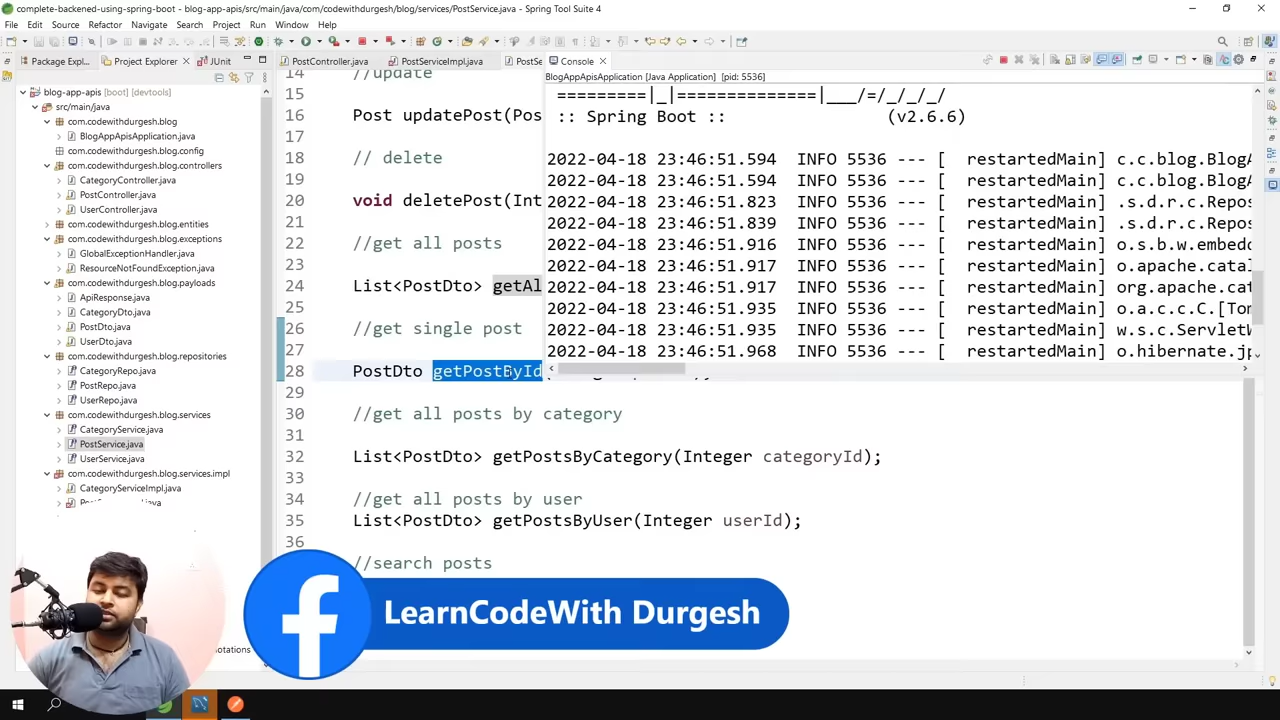 complete-backened-using-spring-boot - blog-app-apis/src/main/java/com/codewithdurgesh/blog/services/PostService.java - Spring Tool Suite 4
File Edit Source Refactor Navigate Search Project Run Window Help
Package Expl... Project Explorer JUnit
PostController.java PostServiceImpl.java PostSe
Console
blog-app-apis [boot] [devtools]
src/main/java
com.codewithdurgesh.blog
BlogAppApisApplication.java
com.codewithdurgesh.blog.config
com.codewithdurgesh.blog.controllers
CategoryController.java
PostController.java
UserController.java
com.codewithdurgesh.blog.entities
com.codewithdurgesh.blog.exceptions
GlobalExceptionHandler.java
ResourceNotFoundException.java
com.codewithdurgesh.blog.payloads
ApiResponse.java
CategoryDto.java
PostDto.java
UserDto.java
com.codewithdurgesh.blog.repositories
CategoryRepo.java
PostRepo.java
UserRepo.java
com.codewithdurgesh.blog.services
CategoryService.java
PostService.java
UserService.java
com.codewithdurgesh.blog.services.impl
CategoryServiceImpl.java
14 //update
15
16 Post updatePost(Pos
17
18 // delete
19
20 void deletePost(Int
21
22 //get all posts
23
24 List<PostDto> getAl
25
26 //get single post
27
28 PostDto getPostById
29
30 //get all posts by category
31
32 List<PostDto> getPostsByCategory(Integer categoryId);
33
34 //get all posts by user
35 List<PostDto> getPostsByUser(Integer userId);
36
//search posts
BlogAppApisApplication [Java Application] [pid: 5536]
=========|_|==============|___/=/_/_/_/
:: Spring Boot :: (v2.6.6)
2022-04-18 23:46:51.594 INFO 5536 --- [ restartedMain] c.c.blog.BlogA
2022-04-18 23:46:51.594 INFO 5536 --- [ restartedMain] c.c.blog.BlogA
2022-04-18 23:46:51.823 INFO 5536 --- [ restartedMain] .s.d.r.c.Repos
2022-04-18 23:46:51.839 INFO 5536 --- [ restartedMain] .s.d.r.c.Repos
2022-04-18 23:46:51.916 INFO 5536 --- [ restartedMain] o.s.b.w.embedd
2022-04-18 23:46:51.917 INFO 5536 --- [ restartedMain] o.apache.catal
2022-04-18 23:46:51.917 INFO 5536 --- [ restartedMain] org.apache.cat
2022-04-18 23:46:51.935 INFO 5536 --- [ restartedMain] o.a.c.c.C.[Tom
2022-04-18 23:46:51.935 INFO 5536 --- [ restartedMain] w.s.c.ServletW
2022-04-18 23:46:51.968 INFO 5536 --- [ restartedMain] o.hibernate.jp
LearnCodeWith Durgesh
notations